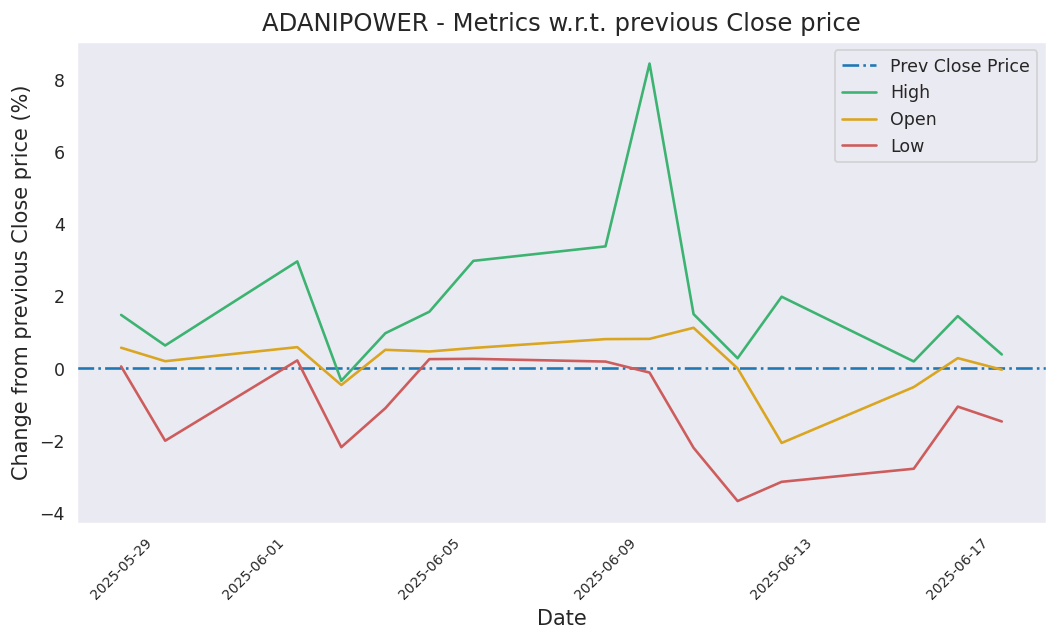 ADANIPOWER - Metrics w.r.t. previous Close price
Change from previous Close price (%)
8
6
4
2
0
−2
−4
Prev Close Price
High
Open
Low
2025-05-29
2025-06-01
2025-06-05
2025-06-09
2025-06-13
2025-06-17
Date